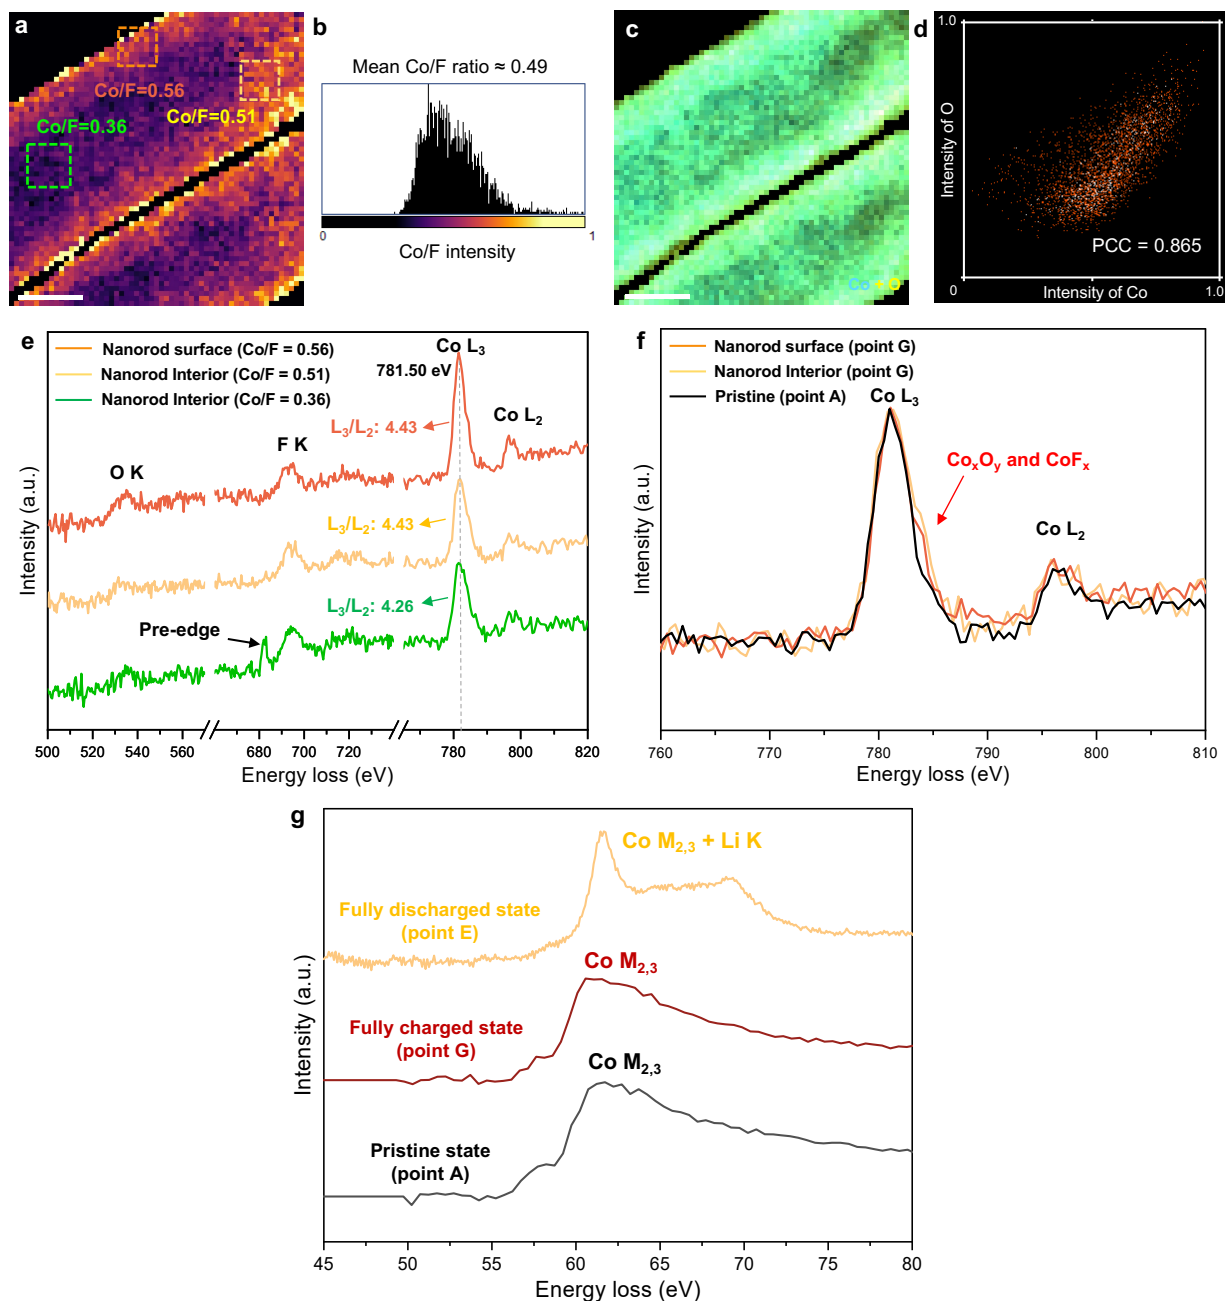 a
Co/F=0.56
Co/F=0.51
Co/F=0.36
b
Mean Co/F ratio ≈ 0.49
0
1
Co/F intensity
c
Co + O
d
1.0
Intensity of O
PCC = 0.865
0
Intensity of Co
1.0
e
Nanorod surface (Co/F = 0.56)
Nanorod Interior (Co/F = 0.51)
Nanorod Interior (Co/F = 0.36)
Co L3
781.50 eV
Co L2
L3/L2: 4.43
F K
O K
L3/L2: 4.43
L3/L2: 4.26
Pre-edge
Intensity (a.u.)
500 520 540 560 680 700 720 780 800 820
Energy loss (eV)
f
Nanorod surface (point G)
Nanorod Interior (point G)
Pristine (point A)
Co L3
CoxOy and CoFx
Co L2
Intensity (a.u.)
760 770 780 790 800 810
Energy loss (eV)
g
Co M2,3 + Li K
Fully discharged state
(point E)
Co M2,3
Fully charged state
(point G)
Co M2,3
Pristine state
(point A)
Intensity (a.u.)
45 50 55 60 65 70 75 80
Energy loss (eV)